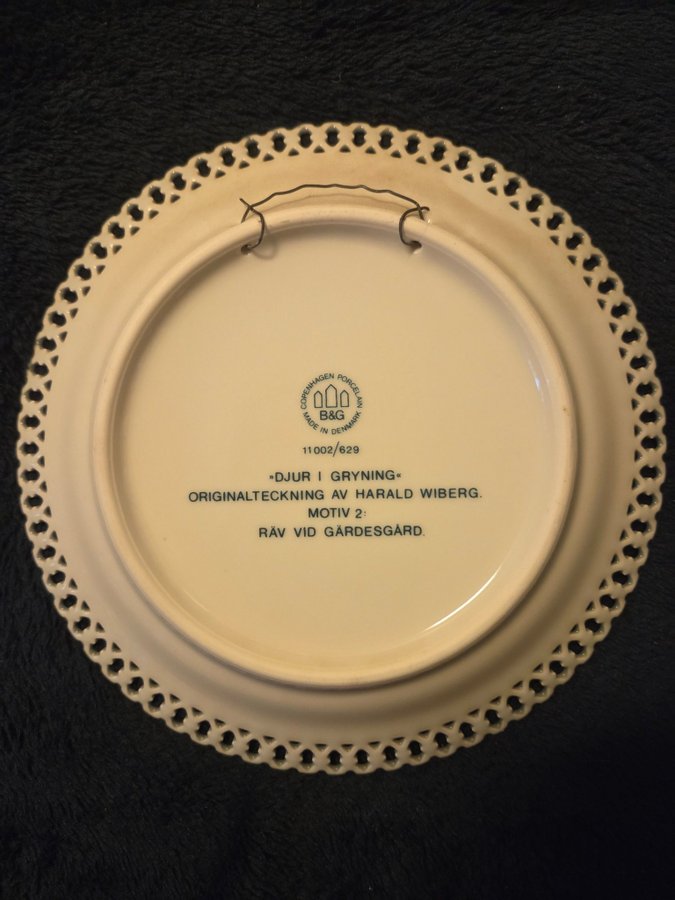 COPENHAGEN PORCELAIN
B&G
MADE IN DENMARK
11002/629
»DJUR I GRYNING«
ORIGINALTECKNING AV HARALD WIBERG.
MOTIV 2:
RÄV VID GÄRDESGÅRD.